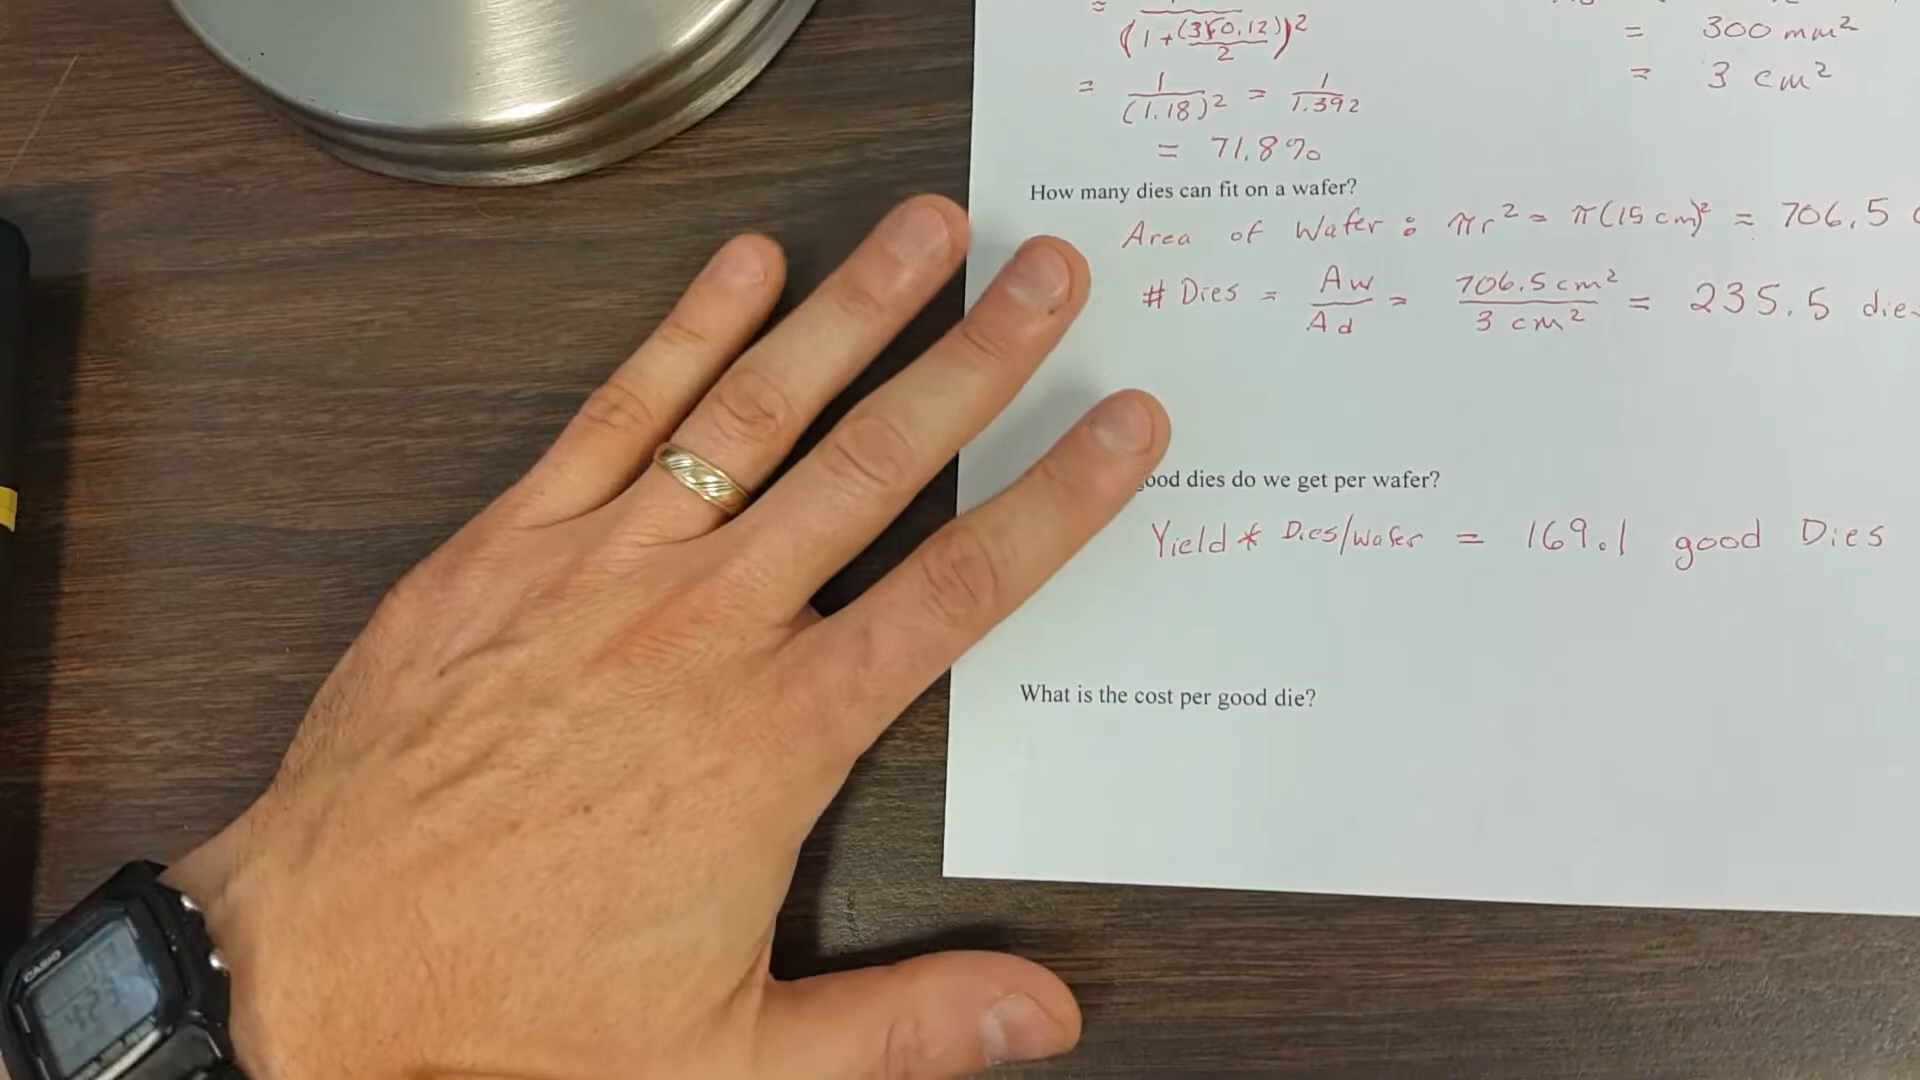 (1+(3*0.12)/2)^2
= 300 mm²
= 1/(1.18)² = 1/1.392
= 3 cm²
= 71.8%
How many dies can fit on a wafer?
Area of Wafer : πr² = π(15 cm)² = 706.5
# Dies = Aw/Ad = 706.5 cm²/3 cm² = 235.5 dies
good dies do we get per wafer?
Yield * Dies/Wafer = 169.1 good Dies
What is the cost per good die?
CASIO